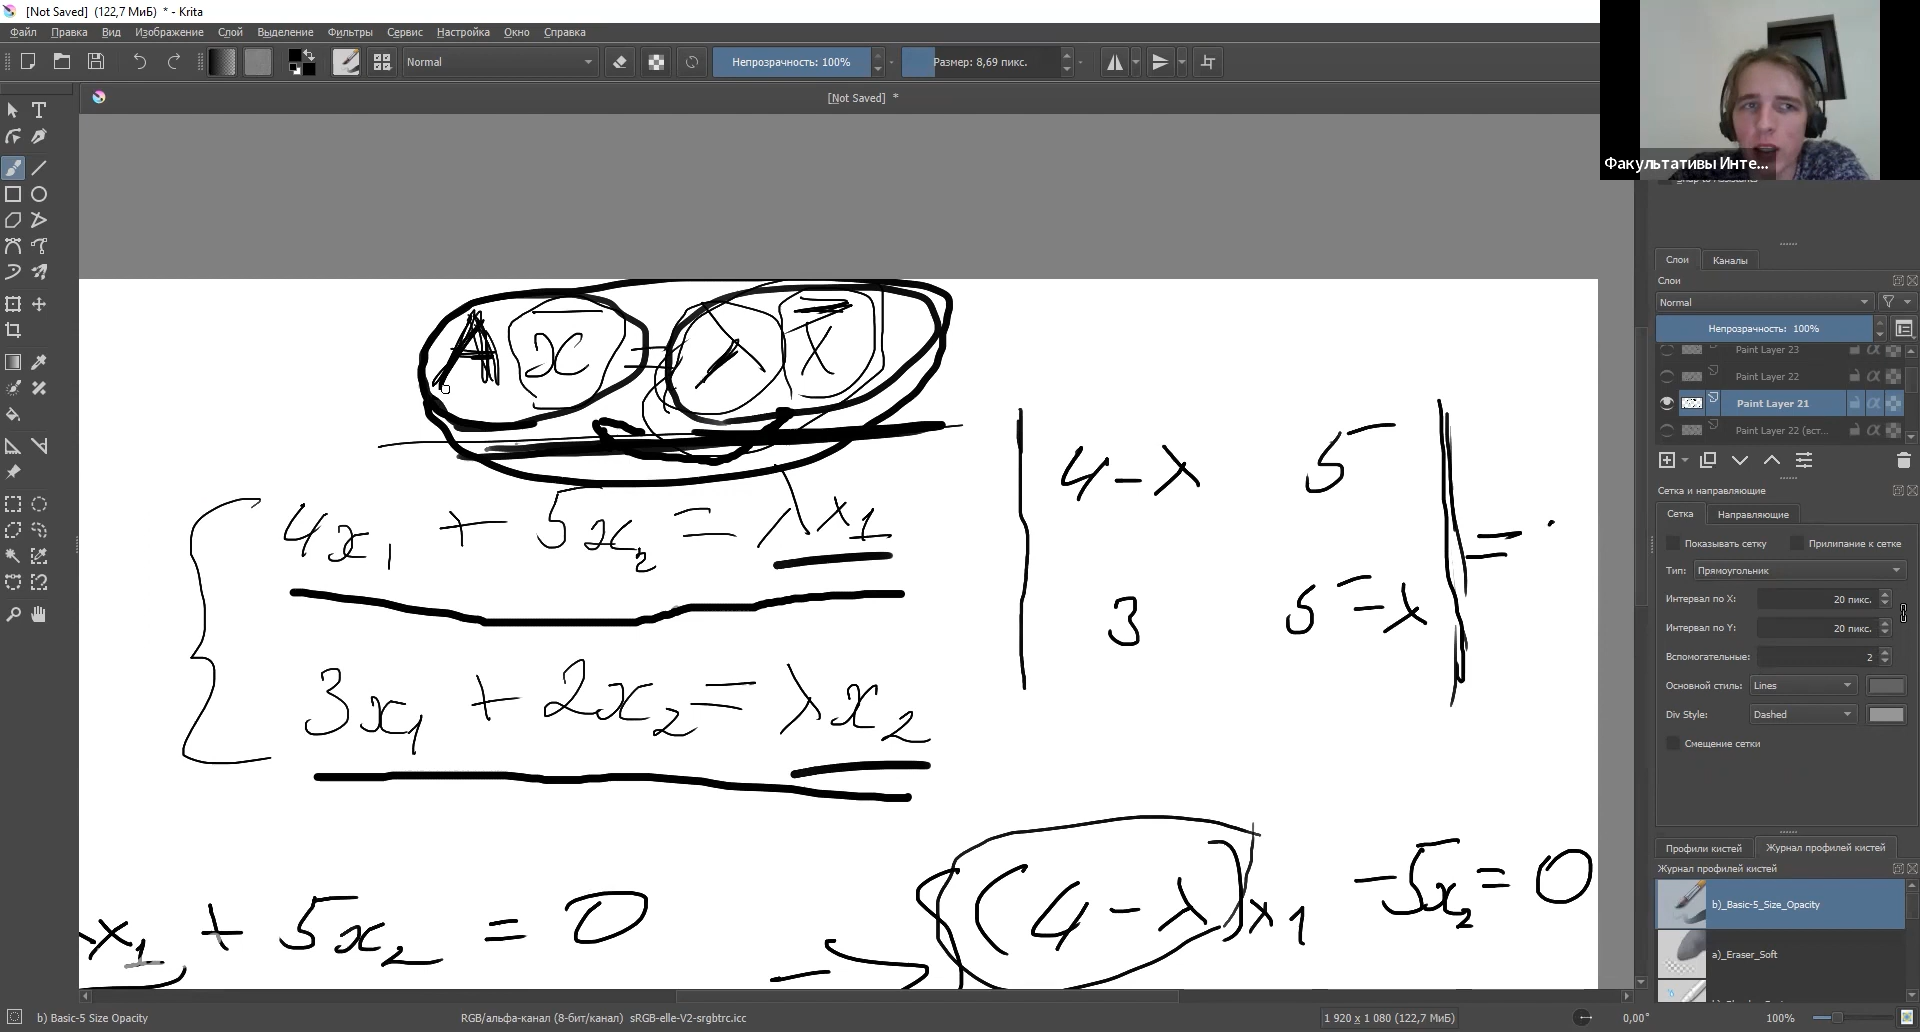 [Not Saved] (122,7 МиБ) * - Krita
Файл Правка Вид Изображение Слой Выделение Фильтры Сервис Настройка Окно Справка
Normal Непрозрачность: 100% Размер: 8,69 пикс.
[Not Saved] *
Факультативы Инте...
Слои Каналы
Слои
Normal
Непрозрачность: 100%
Paint Layer 23
Paint Layer 22
Paint Layer 21
Paint Layer 22 (вст...
Сетка и направляющие
Сетка Направляющие
Показывать сетку Прилипание к сетке
Тип: Прямоугольник
Интервал по X: 20 пикс.
Интервал по Y: 20 пикс.
Вспомогательные: 2
Основной стиль: Lines
Div Style: Dashed
Смещение сетки
Профили кистей Журнал профилей кистей
Журнал профилей кистей
b)_Basic-5_Size_Opacity
a)_Eraser_Soft
A x = λ x
4x₁ + 5x₂ = λx₁
3x₁ + 2x₂ = λx₂
4 - λ 5
3 5 - λ
=
x₁ + 5x₂ = 0
(4 - λ)x₁ - 5x₂ = 0
b) Basic-5 Size Opacity
RGB/альфа-канал (8-бит/канал) sRGB-elle-V2-srgbtrc.icc
1 920 x 1 080 (122,7 МиБ)
0,00°
100%